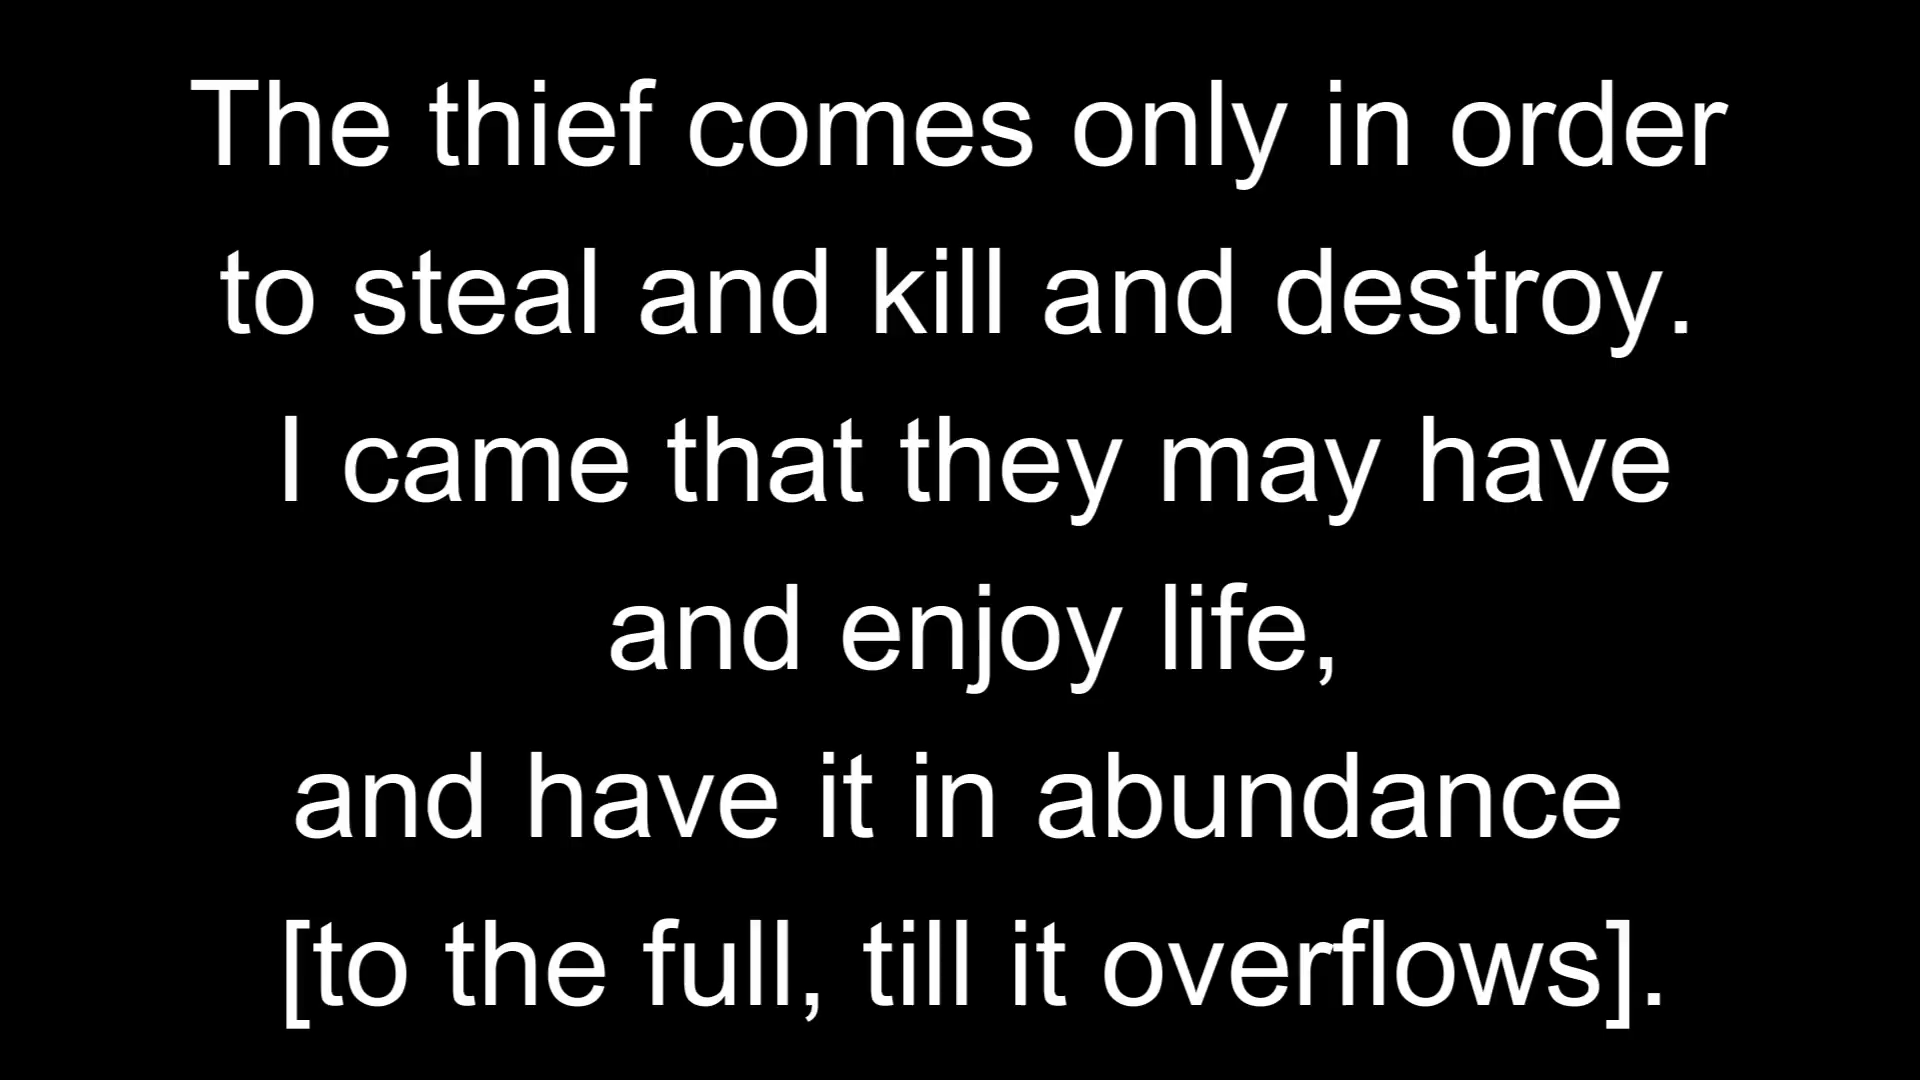 The thief comes only in order
to steal and kill and destroy.
I came that they may have
and enjoy life,
and have it in abundance
[to the full, till it overflows].